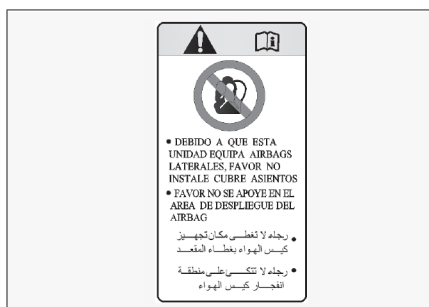 • DEBIDO A QUE ESTA
UNIDAD EQUIPA AIRBAGS
LATERALES, FAVOR NO
INSTALE CUBRE ASIENTOS
• FAVOR NO SE APOYE EN EL
AREA DE DESPLIEGUE DEL
AIRBAG
• رجاء لا تغطى مكان تجهيز
كيس الهواء بغطاء المقعد
• رجاء لا تتكى على منطقة
انفجار كيس الهواء